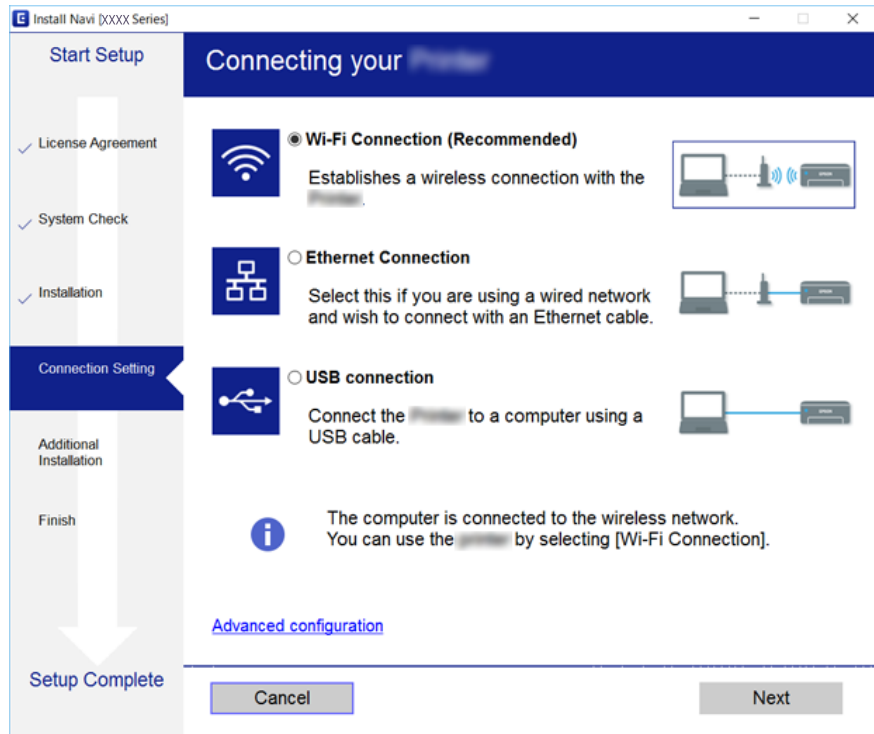 Install Navi [XXXX Series]
Start Setup
License Agreement
System Check
Installation
Connection Setting
Additional
Installation
Finish
Setup Complete
Connecting your
Wi-Fi Connection (Recommended)
Establishes a wireless connection with the
.
Ethernet Connection
Select this if you are using a wired network
and wish to connect with an Ethernet cable.
USB connection
Connect the to a computer using a
USB cable.
The computer is connected to the wireless network.
You can use the by selecting [Wi-Fi Connection].
Advanced configuration
Cancel
Next